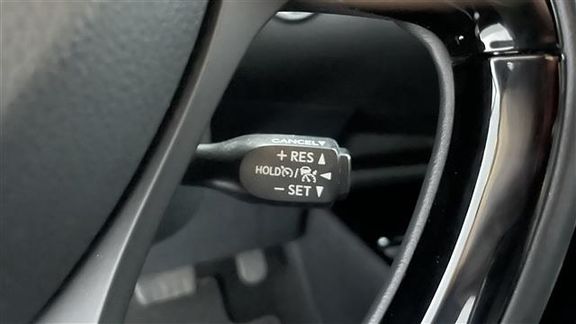 CANCEL
+ RES
HOLD /
− SET